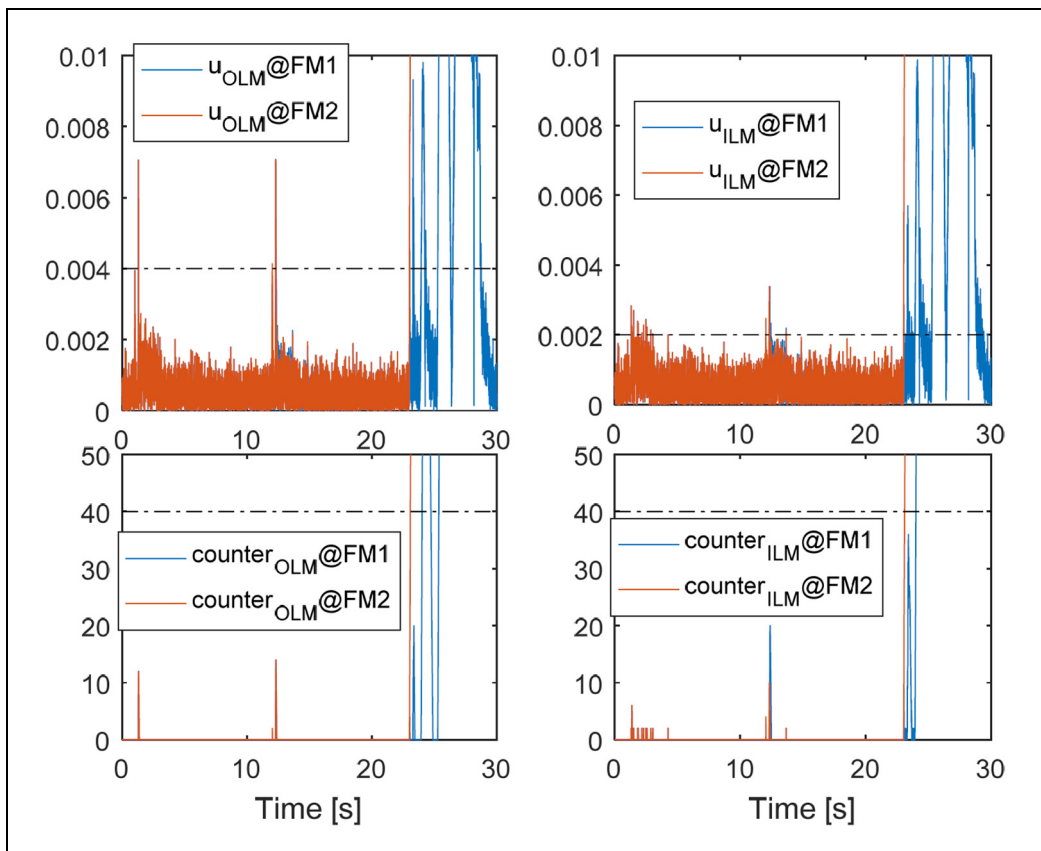 0.01
0.008
0.006
0.004
0.002
0
u_OLM@FM1
u_OLM@FM2
0 10 20 30
0.01
0.008
0.006
0.004
0.002
0
u_ILM@FM1
u_ILM@FM2
0 10 20 30
50
40
30
20
10
0
counter_OLM@FM1
counter_OLM@FM2
0 10 20 30
Time [s]
50
40
30
20
10
0
counter_ILM@FM1
counter_ILM@FM2
0 10 20 30
Time [s]